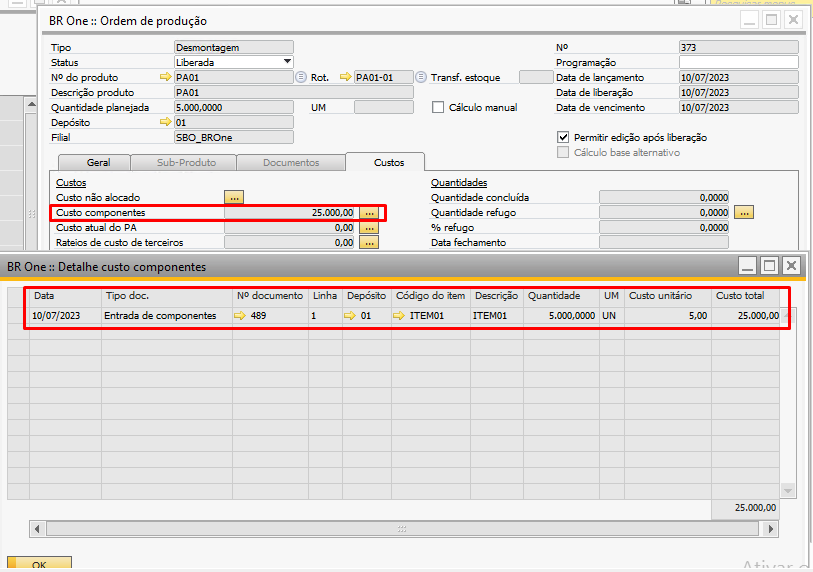 BR One :: Ordem de produção
Tipo Desmontagem Nº 373
Status Liberada Programação
Nº do produto PA01 Rot. PA01-01 Transf. estoque Data de lançamento 10/07/2023
Descrição produto PA01 Data de liberação 10/07/2023
Quantidade planejada 5.000,0000 UM Cálculo manual Data de vencimento 10/07/2023
Depósito 01
Filial SBO_BROne Permitir edição após liberação
Cálculo base alternativo
Geral Sub-Produto Documentos Custos
Custos Quantidades
Custo não alocado ... Quantidade concluída 0,0000
Custo componentes 25.000,00 ... Quantidade refugo 0,0000 ...
Custo atual do PA 0,00 ... % refugo 0,0000
Rateios de custo de terceiros 0,00 ... Data fechamento
BR One :: Detalhe custo componentes
Data Tipo doc. Nº documento Linha Depósito Código do item Descrição Quantidade UM Custo unitário Custo total
10/07/2023 Entrada de componentes 489 1 01 ITEM01 ITEM01 5.000,0000 UN 5,00 25.000,00
25.000,00
OK